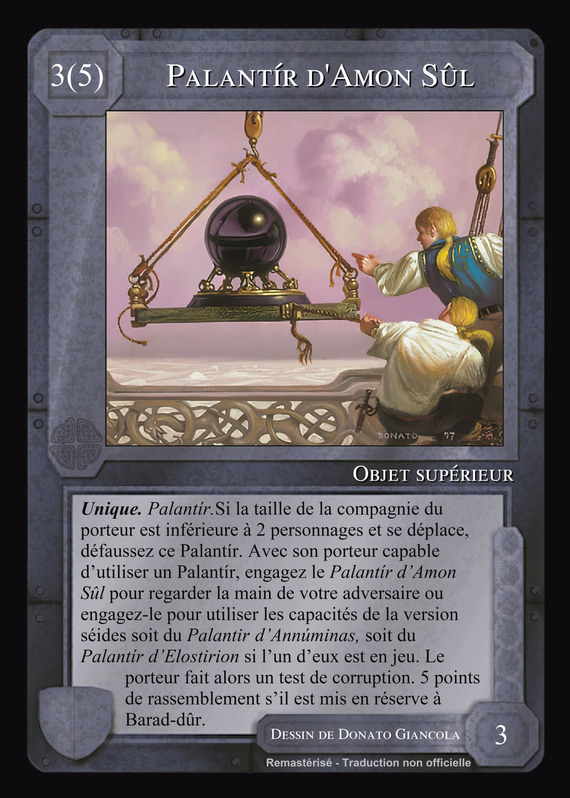 3(5)
Palantír d'Amon Sûl
DONATO 97
Objet supérieur
Unique. Palantír.Si la taille de la compagnie du
porteur est inférieure à 2 personnages et se déplace,
défaussez ce Palantír. Avec son porteur capable
d’utiliser un Palantír, engagez le Palantír d’Amon
Sûl pour regarder la main de votre adversaire ou
engagez-le pour utiliser les capacités de la version
séides soit du Palantir d’Annúminas, soit du
Palantír d’Elostirion si l’un d’eux est en jeu. Le
porteur fait alors un test de corruption. 5 points
de rassemblement s’il est mis en réserve à
Barad-dûr.
Dessin de Donato Giancola
3
Remastérisé - Traduction non officielle